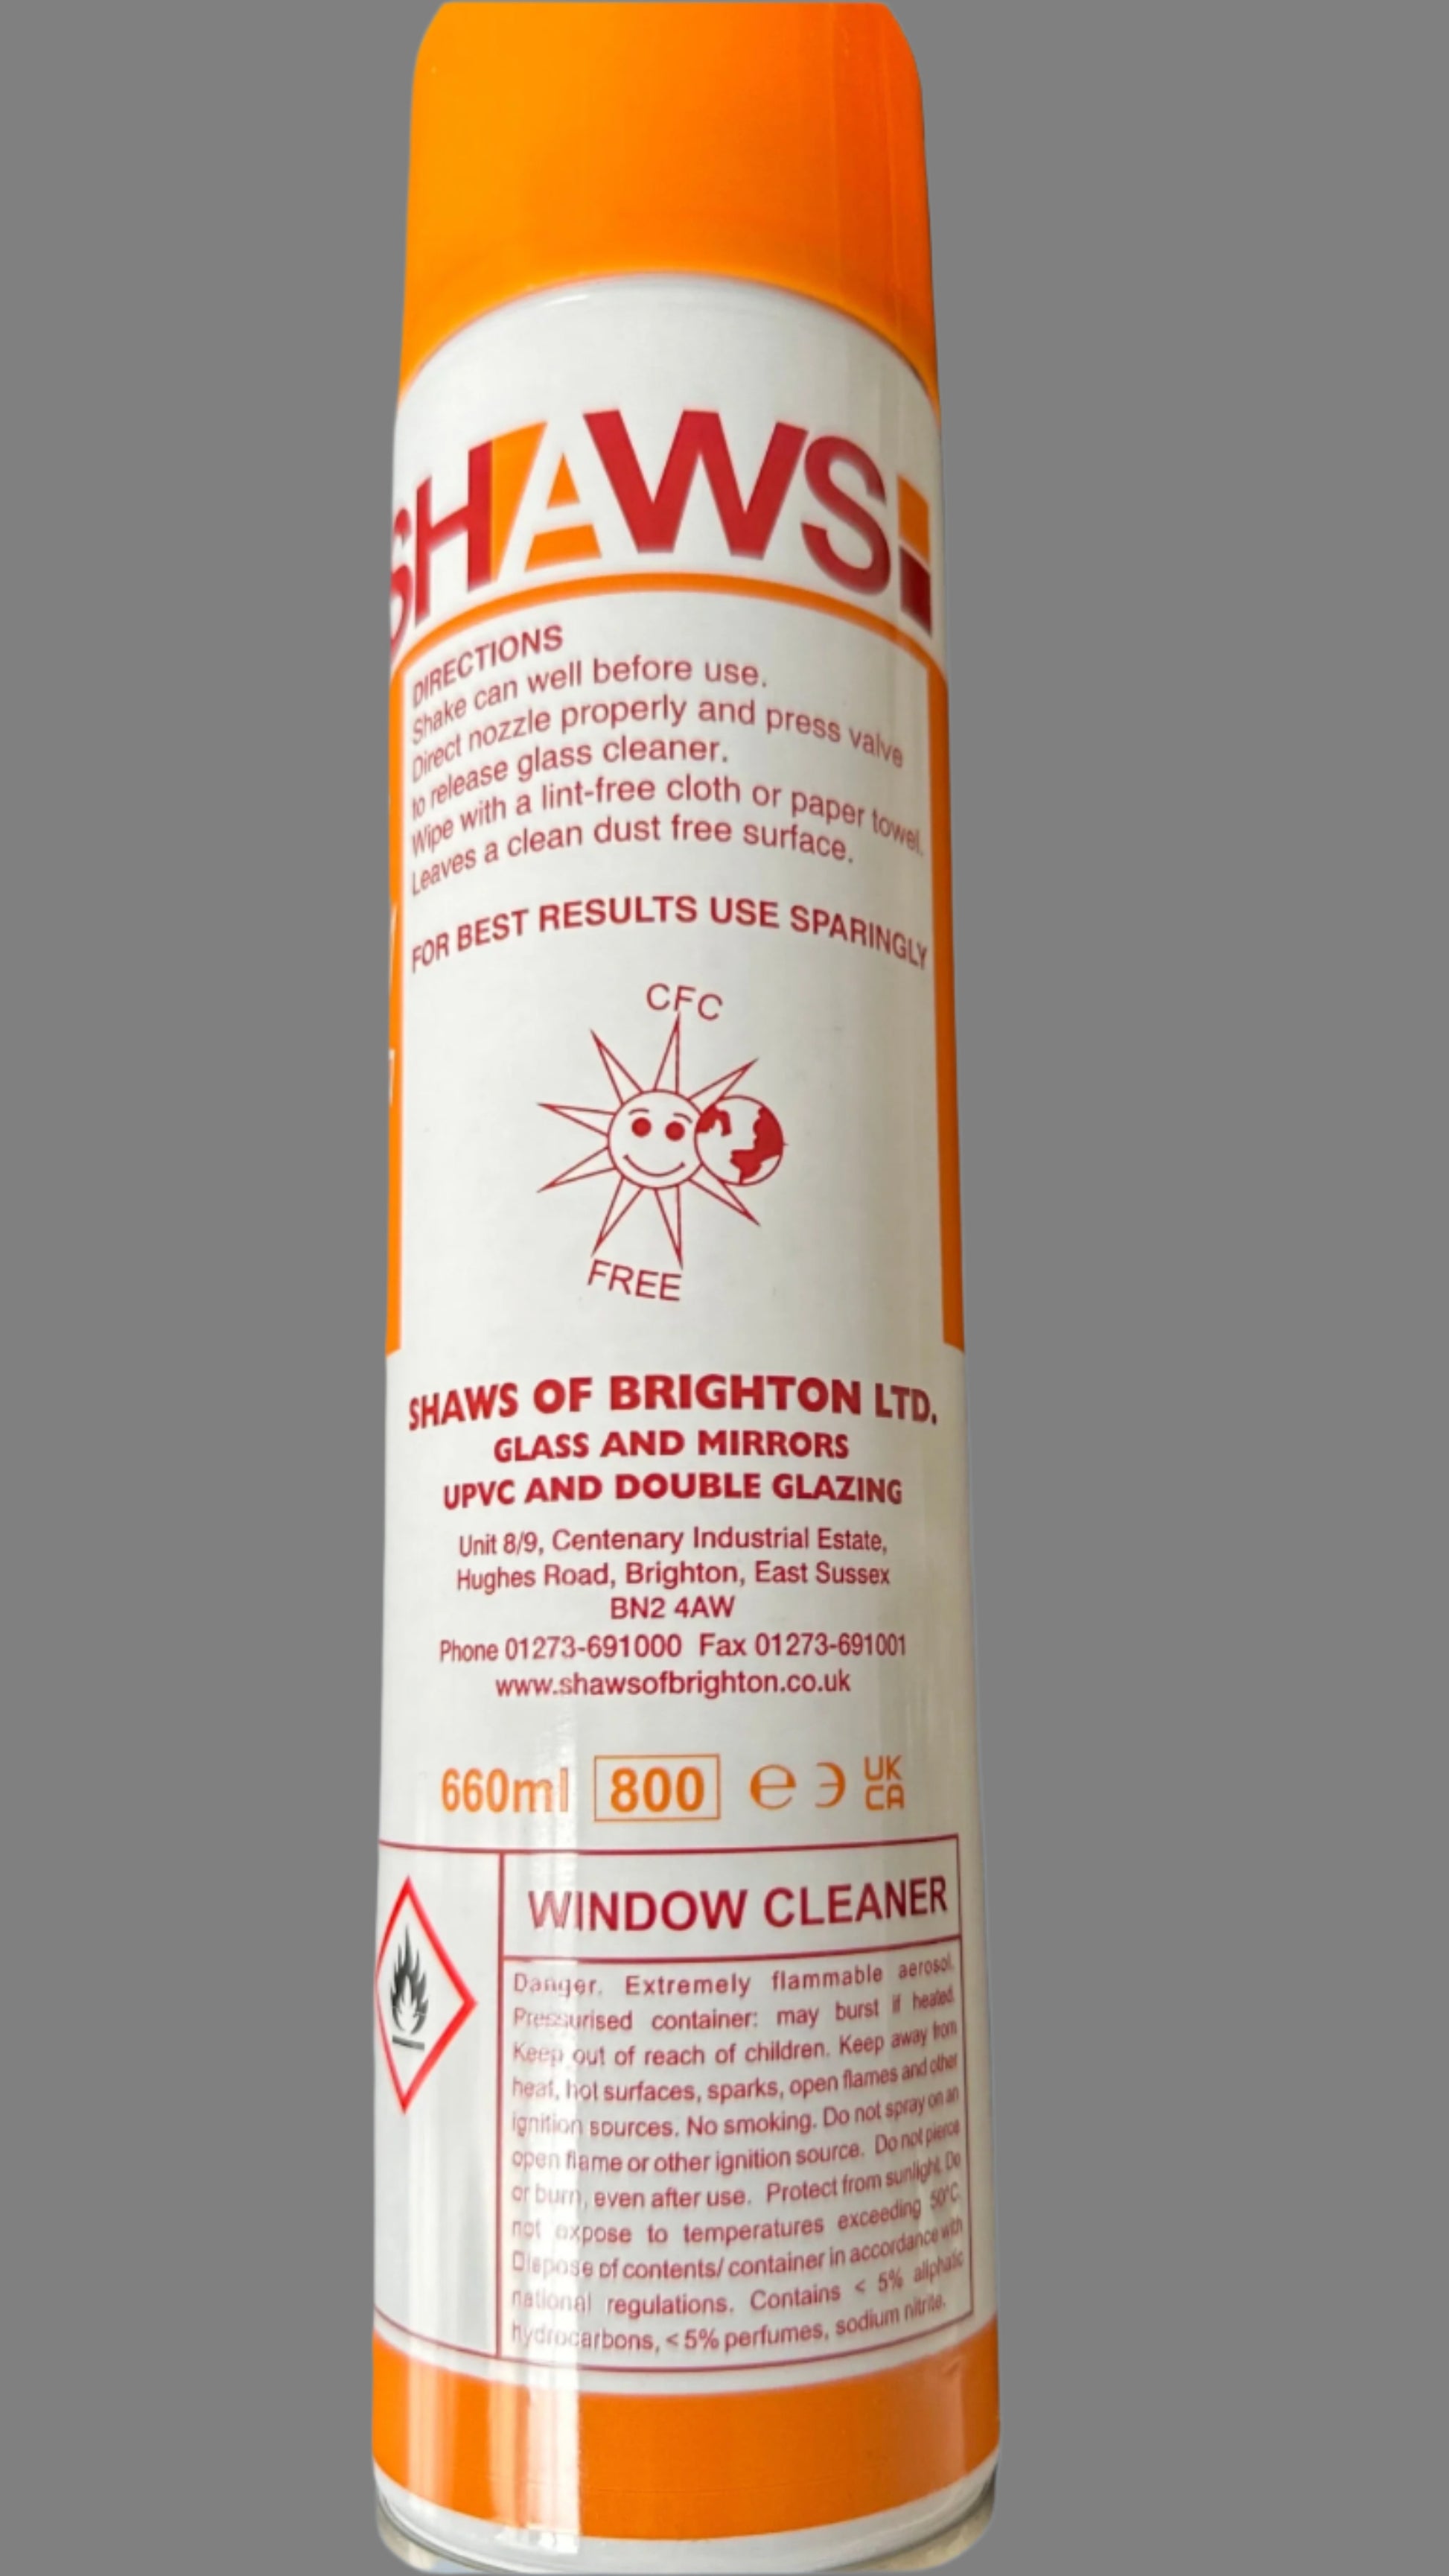 SHAWS
DIRECTIONS
Shake can well before use.
Direct nozzle properly and press valve
to release glass cleaner.
Wipe with a lint-free cloth or paper towel.
Leaves a clean dust free surface.
FOR BEST RESULTS USE SPARINGLY
CFC
FREE
SHAWS OF BRIGHTON LTD.
GLASS AND MIRRORS
UPVC AND DOUBLE GLAZING
Unit 8/9, Centenary Industrial Estate,
Hughes Road, Brighton, East Sussex
BN2 4AW
Phone 01273-691000 Fax 01273-691001
www.shawsofbrighton.co.uk
660ml 800 ℮ 3 UK
CA
WINDOW CLEANER
Danger. Extremely flammable aerosol.
Pressurised container: may burst if heated.
Keep out of reach of children. Keep away from
heat, hot surfaces, sparks, open flames and other
ignition sources. No smoking. Do not spray on an
open flame or other ignition source. Do not pierce
or burn, even after use. Protect from sunlight. Do
not expose to temperatures exceeding 50°C.
Dispose of contents/ container in accordance with
national regulations. Contains < 5% aliphatic
hydrocarbons, < 5% perfumes, sodium nitrite.